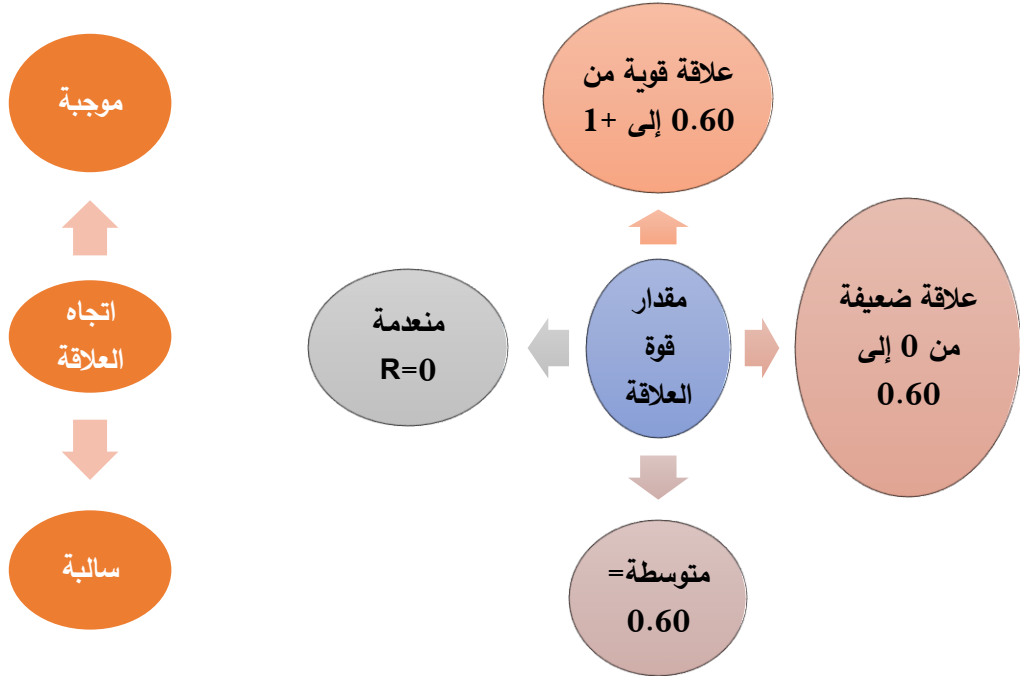 علاقة قوية من
0.60 إلى +1
موجبة
علاقة ضعيفة
من 0 إلى
0.60
مقدار
قوة
العلاقة
منعدمة
R=0
اتجاه
العلاقة
متوسطة=
0.60
سالبة